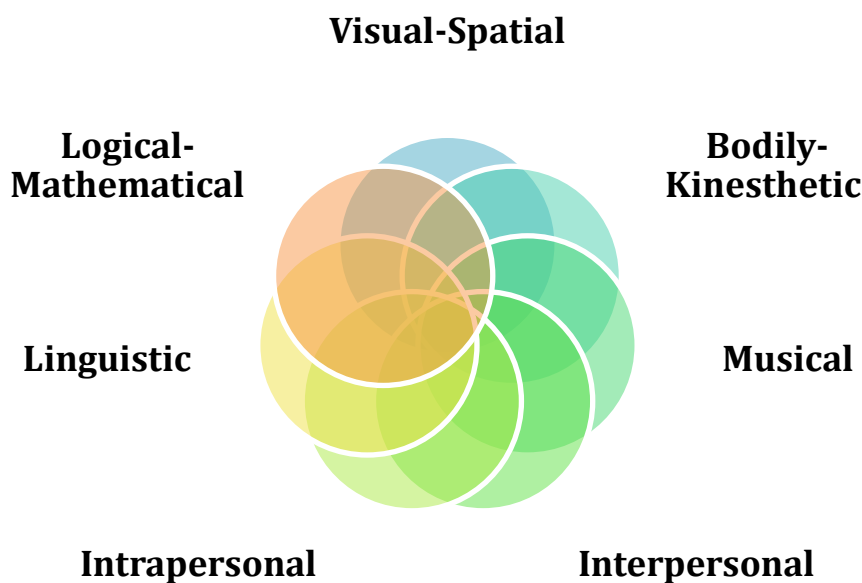 Visual-Spatial
Logical-
Mathematical
Bodily-
Kinesthetic
Linguistic
Musical
Intrapersonal
Interpersonal